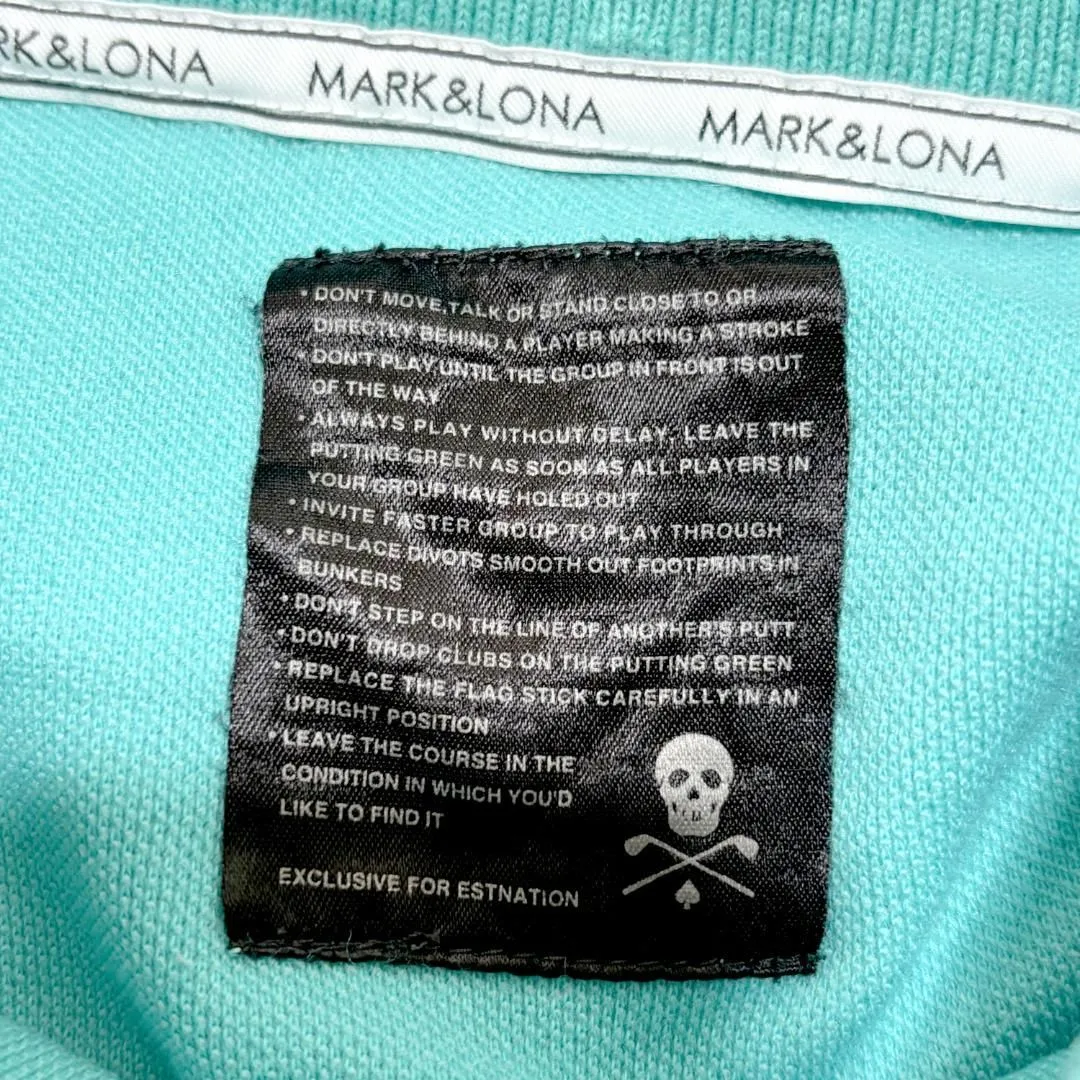 RK&LONA MARK&LONA MARK&LONA
• DON'T MOVE,TALK OR STAND CLOSE TO OR
DIRECTLY BEHIND A PLAYER MAKING A STROKE
• DON'T PLAY UNTIL THE GROUP IN FRONT IS OUT
OF THE WAY
• ALWAYS PLAY WITHOUT DELAY. LEAVE THE
PUTTING GREEN AS SOON AS ALL PLAYERS IN
YOUR GROUP HAVE HOLED OUT
• INVITE FASTER GROUP TO PLAY THROUGH
• REPLACE DIVOTS SMOOTH OUT FOOTPRINTS IN
BUNKERS
• DON'T STEP ON THE LINE OF ANOTHER'S PUTT
• DON'T DROP CLUBS ON THE PUTTING GREEN
• REPLACE THE FLAG STICK CAREFULLY IN AN
UPRIGHT POSITION
• LEAVE THE COURSE IN THE
CONDITION IN WHICH YOU'D
LIKE TO FIND IT
EXCLUSIVE FOR ESTNATION